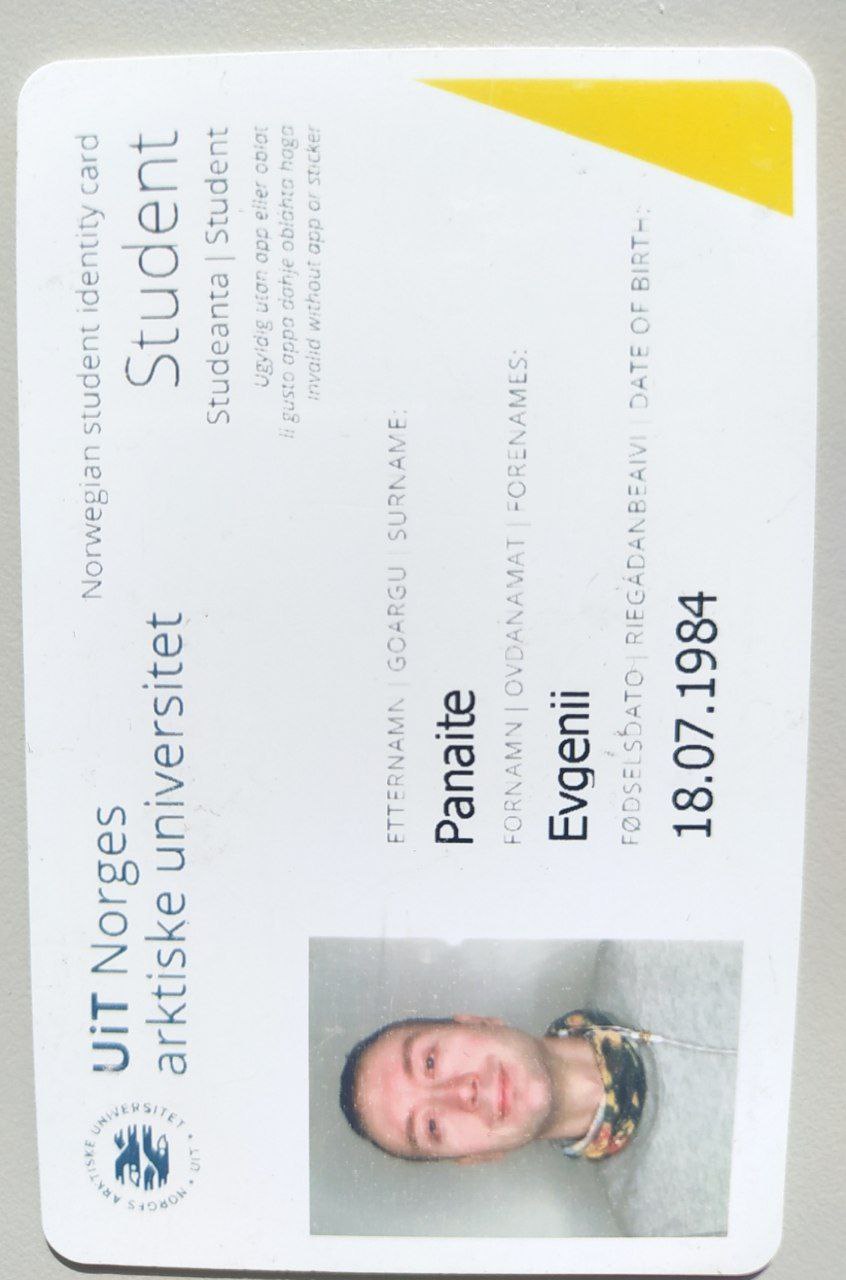 NORGES ARKTISKE UNIVERSITET • UIT •
UiT Norges
arktiske universitet
Norwegian student identity card
Student
Studeanta | Student
Ugyldig utan app eller oblat
Ii gusto appa dahje obláhta haga
Invalid without app or sticker
ETTERNAMN | GOARGU | SURNAME:
Panaite
FORNAMN | OVDANAMAT | FORENAMES:
Evgenii
FØDSELSDATO | RIEGÁDANBEAIVI | DATE OF BIRTH:
18.07.1984